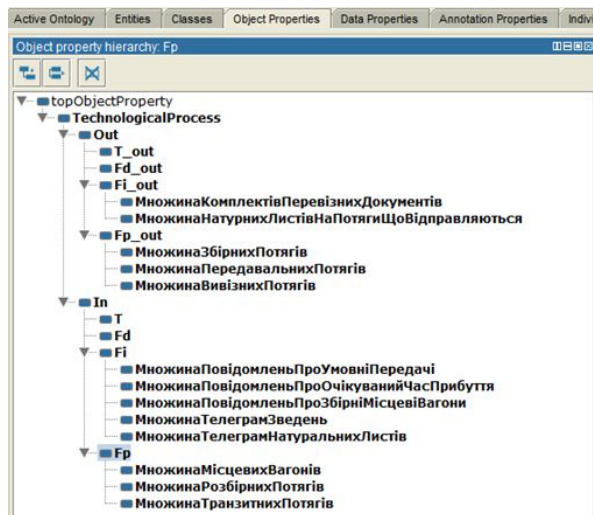 Active Ontology Entities Classes Object Properties Data Properties Annotation Properties
Object property hierarchy: Fp
topObjectProperty
TechnologicalProcess
Out
T_out
Fd_out
Fi_out
МножинаКомплектівПеревізнихДокументів
МножинаНатурнихЛистівНаПотягиЩоВідправляються
Fp_out
МножинаЗбірнихПотягів
МножинаПередавальнихПотягів
МножинаВивізнихПотягів
In
T
Fd
Fi
МножинаПовідомленьПроУмовніПередачі
МножинаПовідомленьПроОчікуванийЧасПрибуття
МножинаПовідомленьПроЗбірніМісцевіВагони
МножинаТелеграмЗведень
МножинаТелеграмНатуральнихЛистів
Fp
МножинаМісцевихВагонів
МножинаРозбірнихПотягів
МножинаТранзитнихПотягів